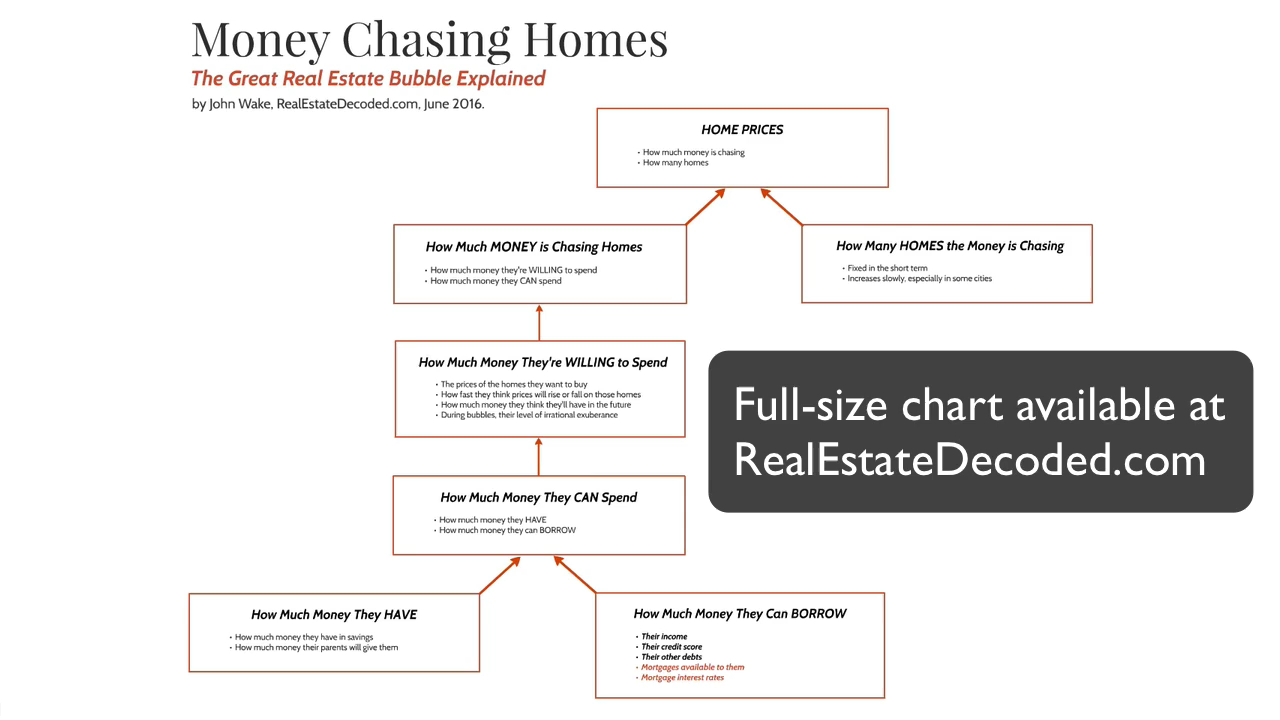 Money Chasing Homes
The Great Real Estate Bubble Explained
by John Wake, RealEstateDecoded.com, June 2016.
HOME PRICES
• How much money is chasing
• How many homes
How Much MONEY is Chasing Homes
• How much money they're WILLING to spend
• How much money they CAN spend
How Many HOMES the Money is Chasing
• Fixed in the short term
• Increases slowly, especially in some cities
How Much Money They're WILLING to Spend
• The prices of the homes they want to buy
• How fast they think prices will rise or fall on those homes
• How much money they think they'll have in the future
• During bubbles, their level of irrational exuberance
Full-size chart available at
RealEstateDecoded.com
How Much Money They CAN Spend
• How much money they HAVE
• How much money they can BORROW
How Much Money They HAVE
• How much money they have in savings
• How much money their parents will give them
How Much Money They Can BORROW
• Their income
• Their credit score
• Their other debts
• Mortgages available to them
• Mortgage interest rates